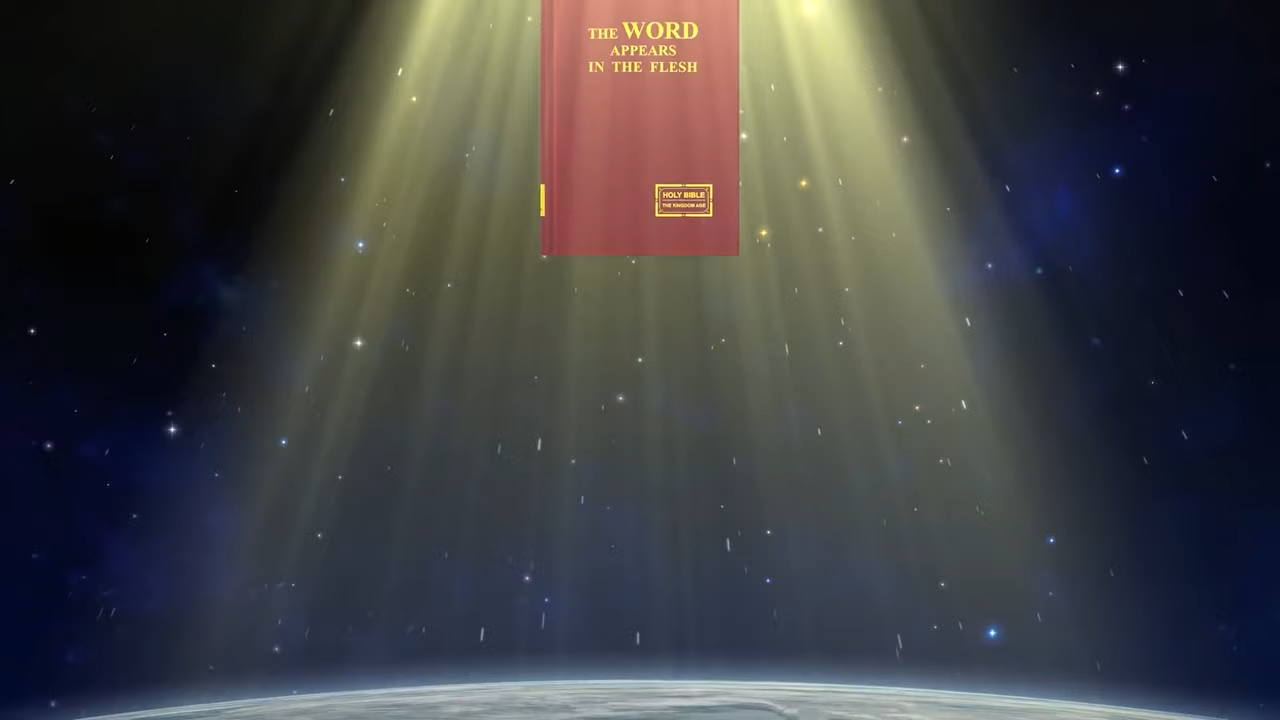 THE WORD
APPEARS
IN THE FLESH
HOLY BIBLE
THE KINGDOM AGE